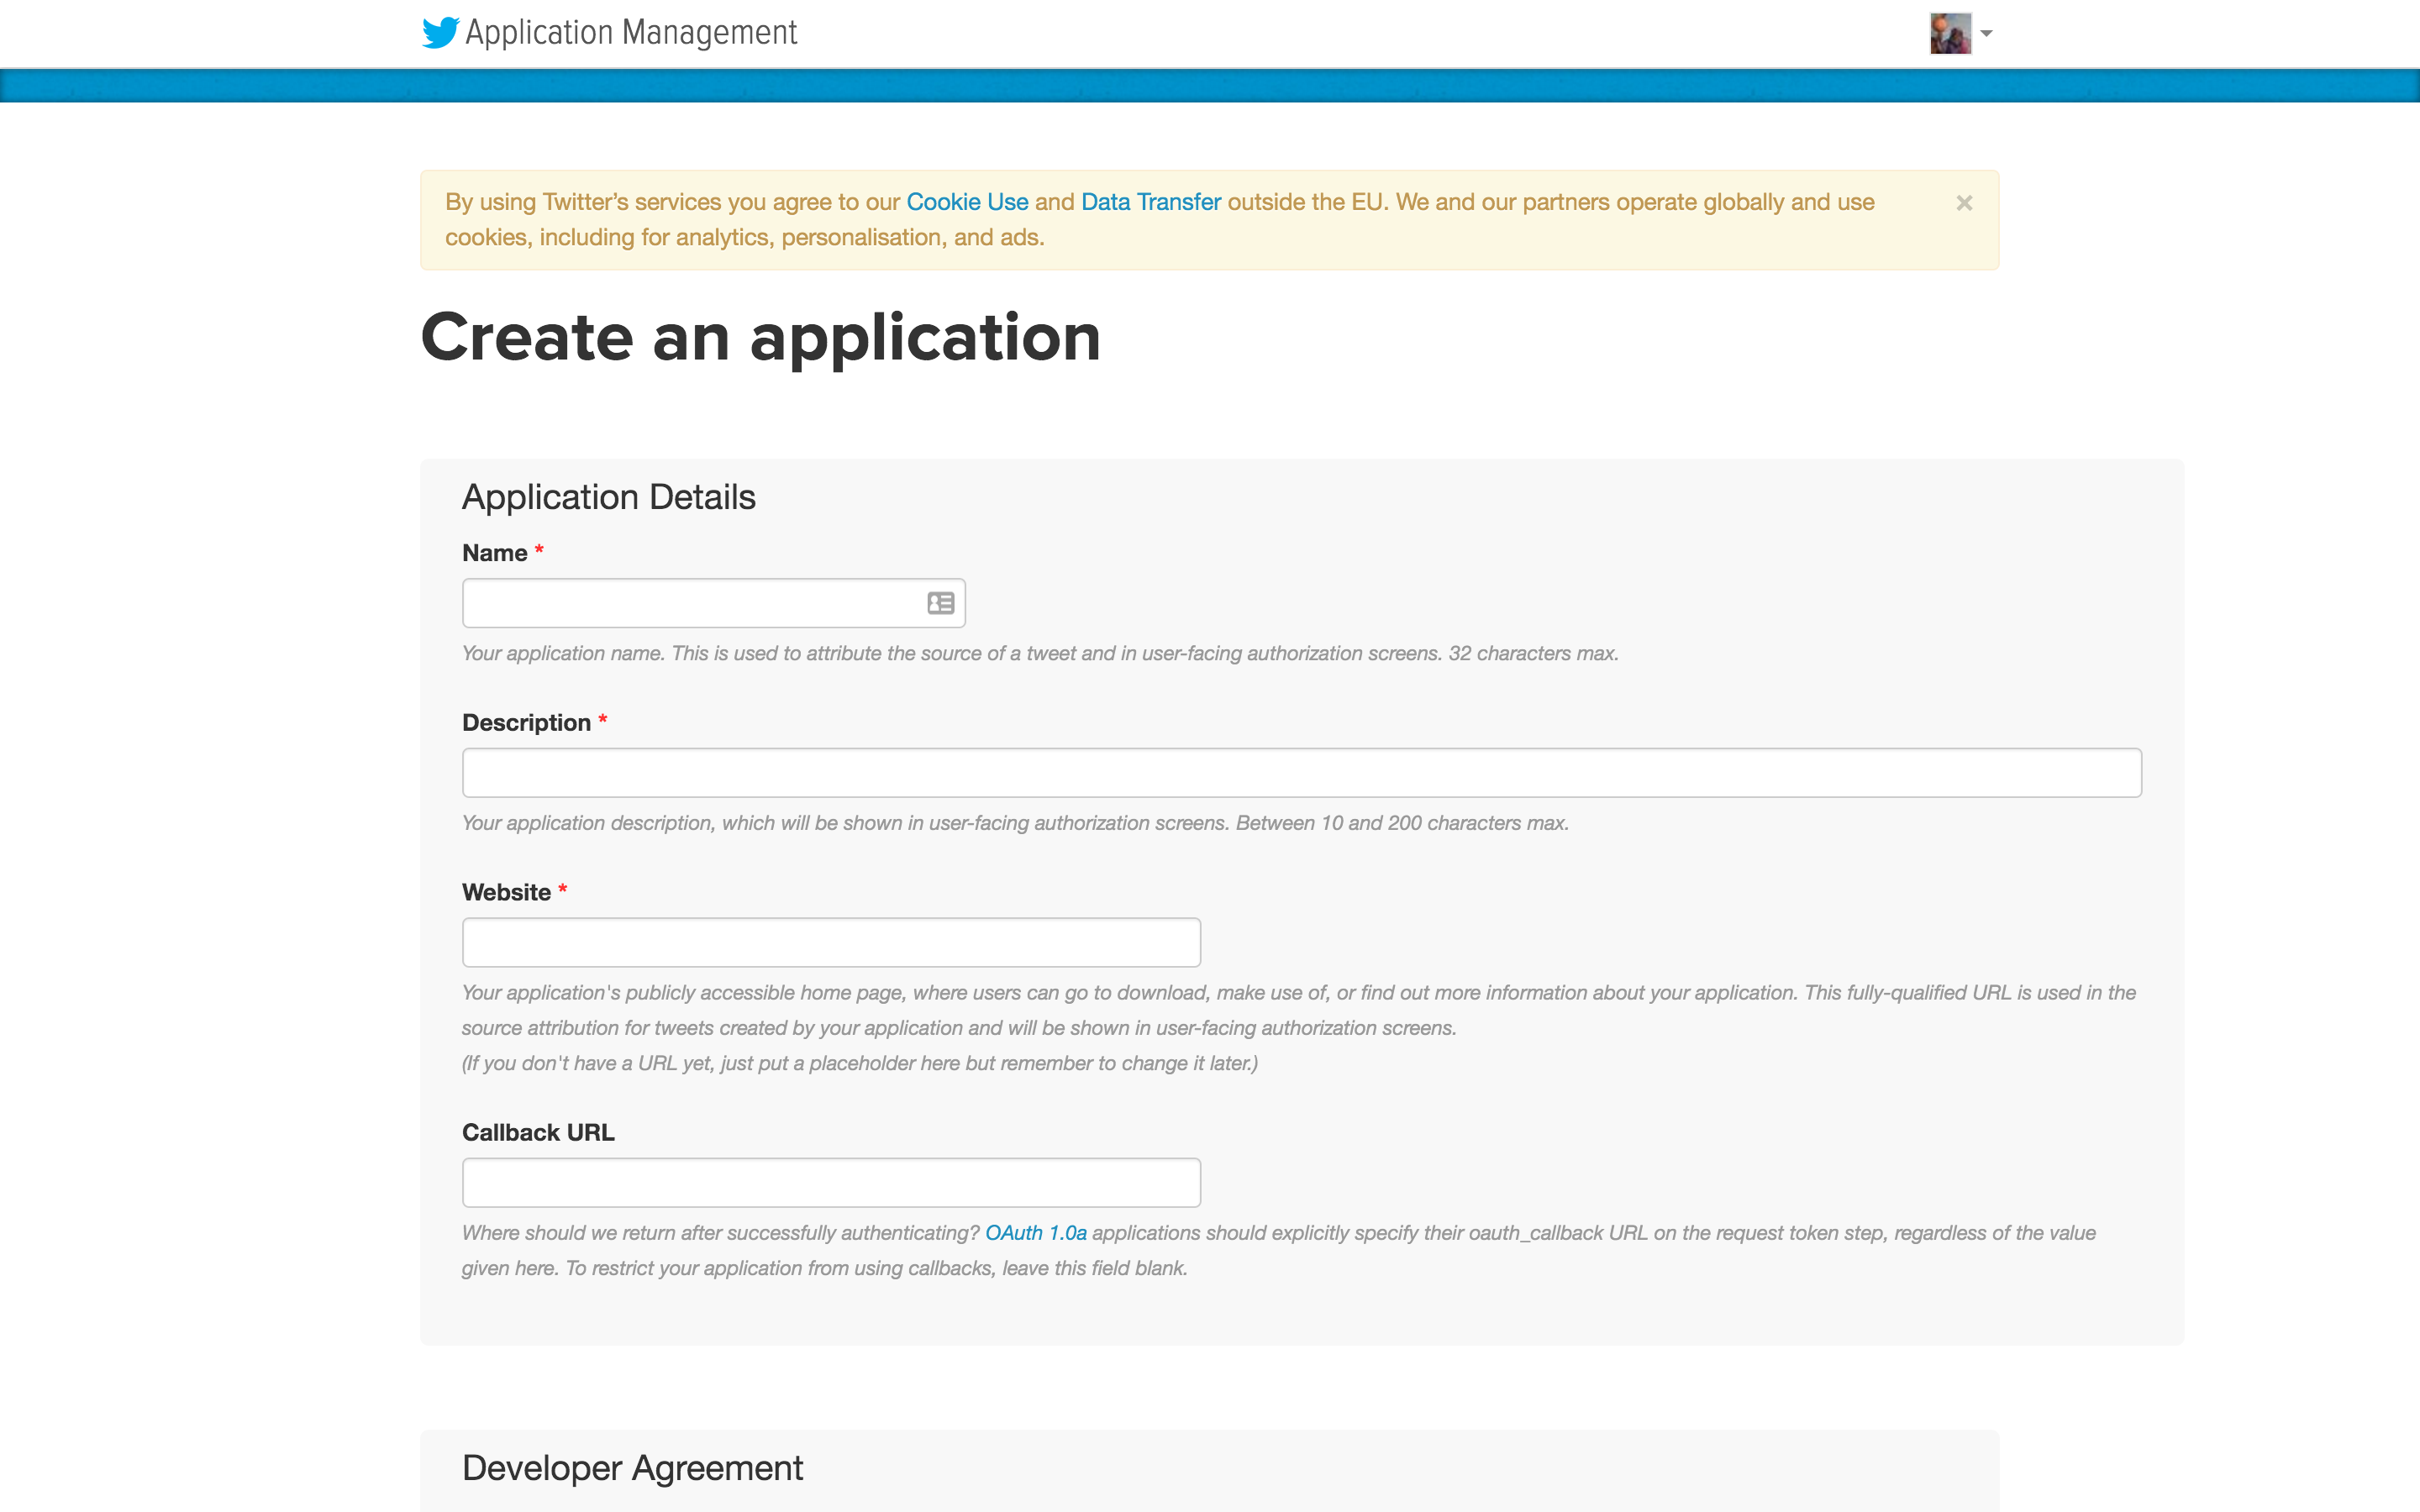 Application Management
By using Twitter’s services you agree to our Cookie Use and Data Transfer outside the EU. We and our partners operate globally and use
cookies, including for analytics, personalisation, and ads.
×
Create an application
Application Details
Name *
Your application name. This is used to attribute the source of a tweet and in user-facing authorization screens. 32 characters max.
Description *
Your application description, which will be shown in user-facing authorization screens. Between 10 and 200 characters max.
Website *
Your application's publicly accessible home page, where users can go to download, make use of, or find out more information about your application. This fully-qualified URL is used in the
source attribution for tweets created by your application and will be shown in user-facing authorization screens.
(If you don't have a URL yet, just put a placeholder here but remember to change it later.)
Callback URL
Where should we return after successfully authenticating? OAuth 1.0a applications should explicitly specify their oauth_callback URL on the request token step, regardless of the value
given here. To restrict your application from using callbacks, leave this field blank.
Developer Agreement